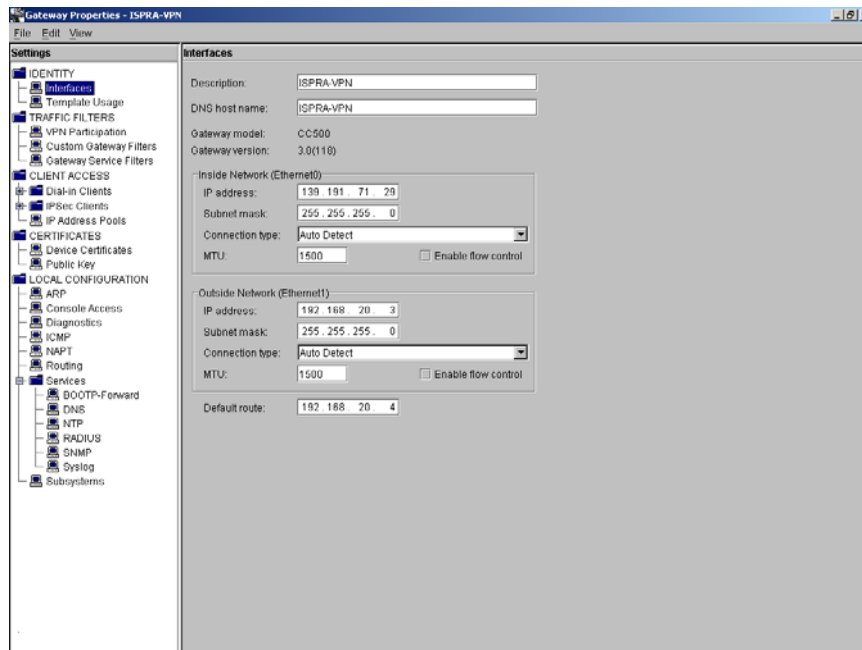 Gateway Properties - ISPRA-VPN
File Edit View
Settings
IDENTITY
Interfaces
Template Usage
TRAFFIC FILTERS
VPN Participation
Custom Gateway Filters
Gateway Service Filters
CLIENT ACCESS
Dial-in Clients
IPSec Clients
IP Address Pools
CERTIFICATES
Device Certificates
Public Key
LOCAL CONFIGURATION
ARP
Console Access
Diagnostics
ICMP
NAPT
Routing
Services
BOOTP-Forward
DNS
NTP
RADIUS
SNMP
Syslog
Subsystems
Interfaces
Description: ISPRA-VPN
DNS host name: ISPRA-VPN
Gateway model: CC500
Gateway version: 3.0(118)
Inside Network (Ethernet0)
IP address: 139 . 191 . 71 . 29
Subnet mask: 255 . 255 . 255 . 0
Connection type: Auto Detect
MTU: 1500 Enable flow control
Outside Network (Ethernet1)
IP address: 192 . 168 . 20 . 3
Subnet mask: 255 . 255 . 255 . 0
Connection type: Auto Detect
MTU: 1500 Enable flow control
Default route: 192 . 168 . 20 . 4